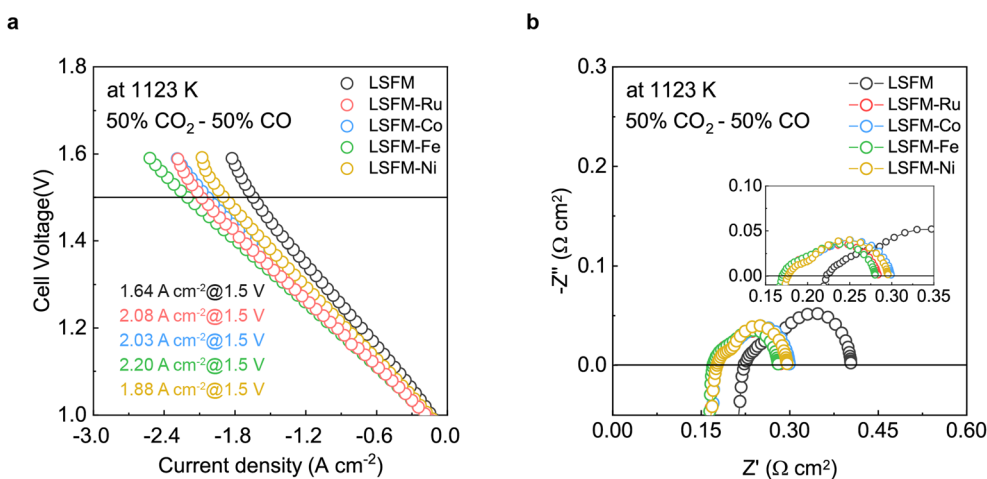 a
Cell Voltage(V)
1.8
1.6
1.4
1.2
1.0
at 1123 K
50% CO₂ - 50% CO
LSFM
LSFM-Ru
LSFM-Co
LSFM-Fe
LSFM-Ni
1.64 A cm⁻²@1.5 V
2.08 A cm⁻²@1.5 V
2.03 A cm⁻²@1.5 V
2.20 A cm⁻²@1.5 V
1.88 A cm⁻²@1.5 V
-3.0 -2.4 -1.8 -1.2 -0.6 0.0
Current density (A cm⁻²)
b
-Z" (Ω cm²)
0.3
0.2
0.1
0.0
at 1123 K
50% CO₂ - 50% CO
LSFM
LSFM-Ru
LSFM-Co
LSFM-Fe
LSFM-Ni
0.10
0.05
0.00
0.15 0.20 0.25 0.30 0.35
0.00 0.15 0.30 0.45 0.60
Z' (Ω cm²)